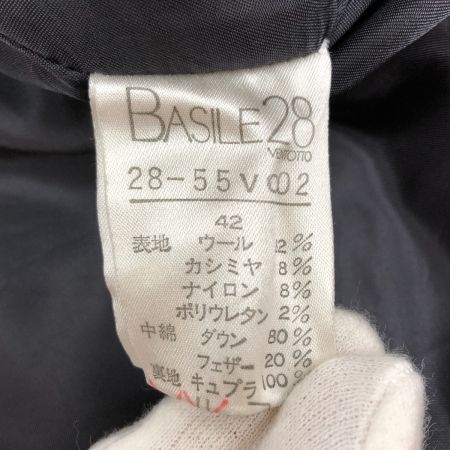 BASILE28
VENTOTTO
28-55V002
42
表地 ウール 82%
カシミヤ 8%
ナイロン 8%
ポリウレタン 2%
中綿 ダウン 80%
フェザー 20%
裏地 キュプラ 100%